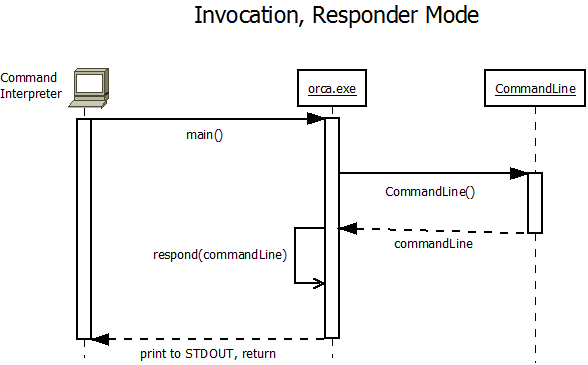 Invocation, Responder Mode
Command
Interpreter
orca.exe
CommandLine
main()
CommandLine()
commandLine
respond(commandLine)
print to STDOUT, return